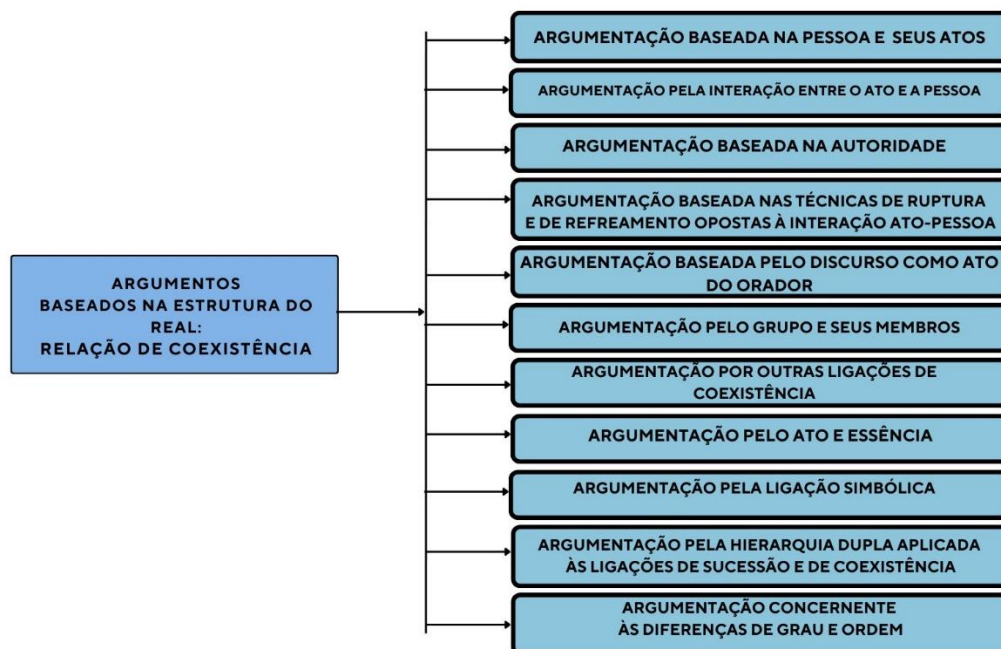 ARGUMENTOS
BASEADOS NA ESTRUTURA DO
REAL:
RELAÇÃO DE COEXISTÊNCIA
ARGUMENTAÇÃO BASEADA NA PESSOA E SEUS ATOS
ARGUMENTAÇÃO PELA INTERAÇÃO ENTRE O ATO E A PESSOA
ARGUMENTAÇÃO BASEADA NA AUTORIDADE
ARGUMENTAÇÃO BASEADA NAS TÉCNICAS DE RUPTURA
E DE REFREAMENTO OPOSTAS À INTERAÇÃO ATO-PESSOA
ARGUMENTAÇÃO BASEADA PELO DISCURSO COMO ATO
DO ORADOR
ARGUMENTAÇÃO PELO GRUPO E SEUS MEMBROS
ARGUMENTAÇÃO POR OUTRAS LIGAÇÕES DE
COEXISTÊNCIA
ARGUMENTAÇÃO PELO ATO E ESSÊNCIA
ARGUMENTAÇÃO PELA LIGAÇÃO SIMBÓLICA
ARGUMENTAÇÃO PELA HIERARQUIA DUPLA APLICADA
ÀS LIGAÇÕES DE SUCESSÃO E DE COEXISTÊNCIA
ARGUMENTAÇÃO CONCERNENTE
ÀS DIFERENÇAS DE GRAU E ORDEM